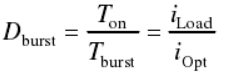 D_burst = T_on / T_burst = i_Load / i_Opt